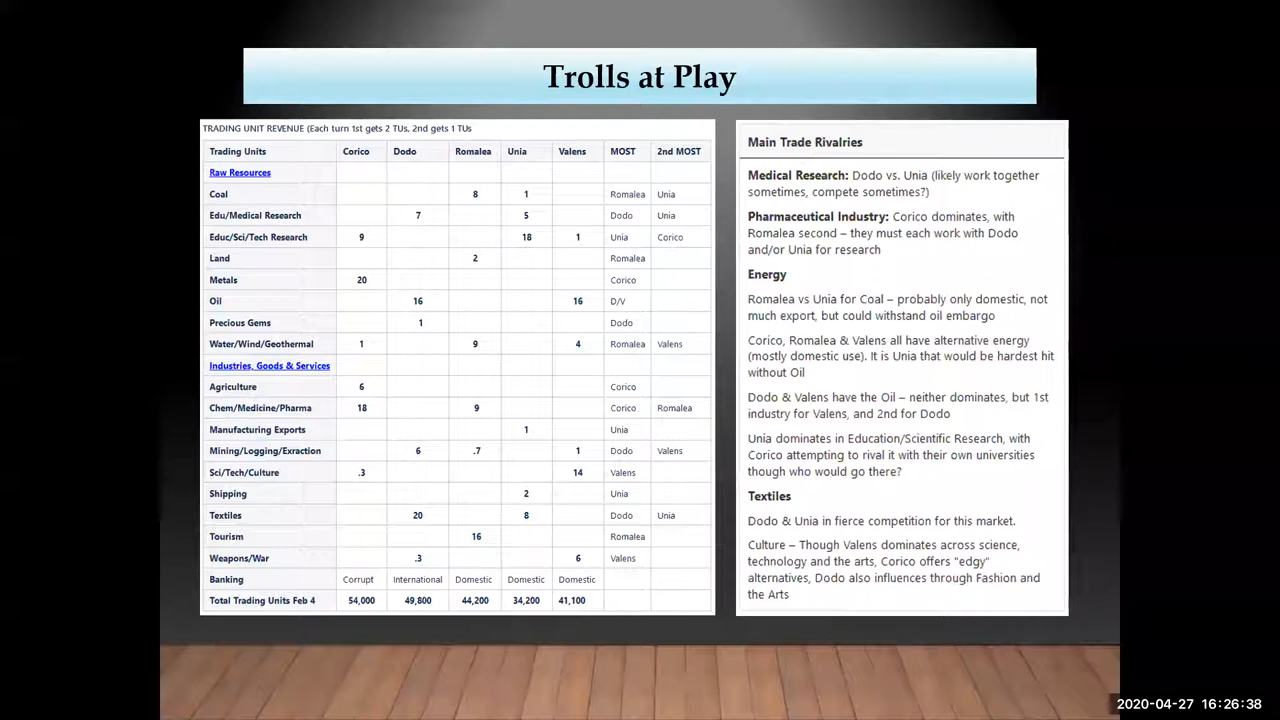 Trolls at Play
TRADING UNIT REVENUE (Each turn 1st gets 2 TUs, 2nd gets 1 TUs
Trading Units Corico Dodo Romalea Unia Valens MOST 2nd MOST
Raw Resources
Coal 8 1 Romalea Unia
Edu/Medical Research 7 5 Dodo Unia
Educ/Sci/Tech Research 9 18 1 Unia Corico
Land 2 Romalea
Metals 20 Corico
Oil 16 16 D/V
Precious Gems 1 Dodo
Water/Wind/Geothermal 1 9 4 Romalea Valens
Industries, Goods & Services
Agriculture 6 Corico
Chem/Medicine/Pharma 18 9 Corico Romalea
Manufacturing Exports 1 Unia
Mining/Logging/Exraction 6 .7 1 Dodo Valens
Sci/Tech/Culture .3 14 Valens
Shipping 2 Unia
Textiles 20 8 Dodo Unia
Tourism 16 Romalea
Weapons/War .3 6 Valens
Banking Corrupt International Domestic Domestic Domestic
Total Trading Units Feb 4 54,000 49,800 44,200 34,200 41,100
Main Trade Rivalries
Medical Research: Dodo vs. Unia (likely work together
sometimes, compete sometimes?)
Pharmaceutical Industry: Corico dominates, with
Romalea second – they must each work with Dodo
and/or Unia for research
Energy
Romalea vs Unia for Coal – probably only domestic, not
much export, but could withstand oil embargo
Corico, Romalea & Valens all have alternative energy
(mostly domestic use). It is Unia that would be hardest hit
without Oil
Dodo & Valens have the Oil – neither dominates, but 1st
industry for Valens, and 2nd for Dodo
Unia dominates in Education/Scientific Research, with
Corico attempting to rival it with their own universities
though who would go there?
Textiles
Dodo & Unia in fierce competition for this market.
Culture – Though Valens dominates across science,
technology and the arts, Corico offers "edgy"
alternatives, Dodo also influences through Fashion and
the Arts
2020-04-27 16:26:38